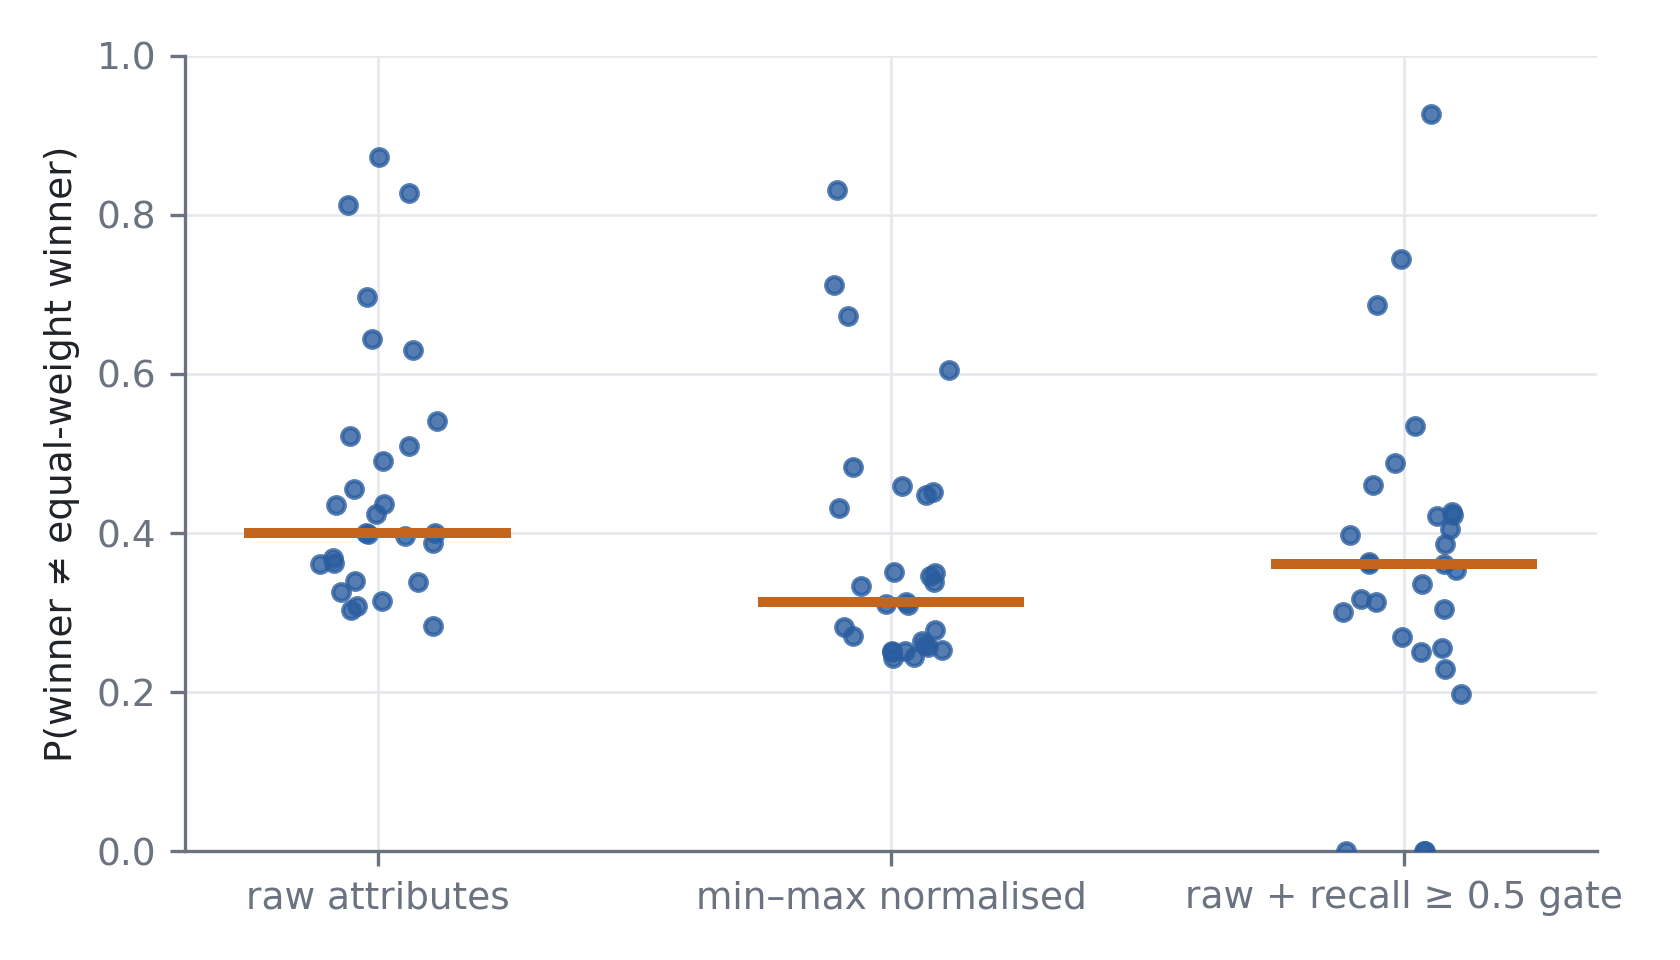 P(winner ≠ equal-weight winner)
1.0
0.8
0.6
0.4
0.2
0.0
raw attributes
min–max normalised
raw + recall ≥ 0.5 gate